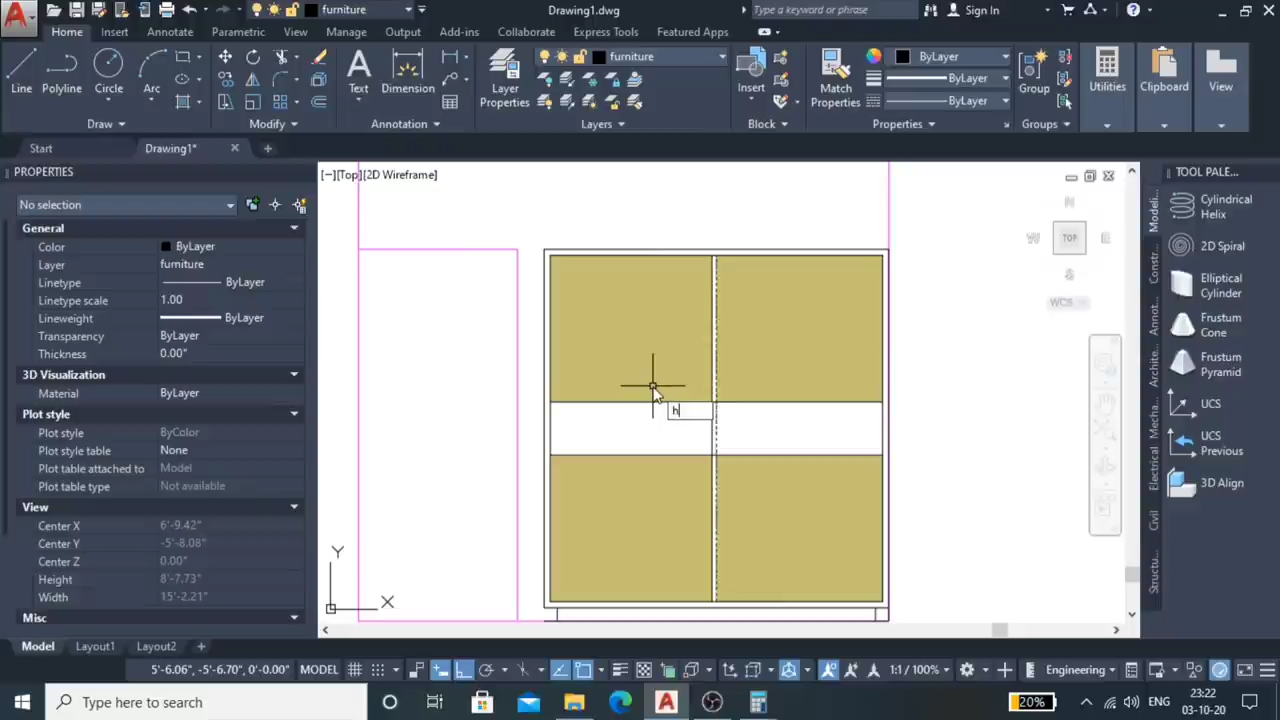 furniture
Drawing1.dwg
Type a keyword or phrase
Sign In
Home Insert Annotate Parametric View Manage Output Add-ins Collaborate Express Tools Featured Apps
Line Polyline Circle Arc Text Dimension Layer Properties furniture Insert Match Properties ByLayer ByLayer ByLayer Group Utilities Clipboard View
Draw Modify Annotation Layers Block Properties Groups
Start Drawing1*
PROPERTIES
No selection
General
Color ByLayer
Layer furniture
Linetype ByLayer
Linetype scale 1.00
Lineweight ByLayer
Transparency ByLayer
Thickness 0.00"
3D Visualization
Material ByLayer
Plot style
Plot style ByColor
Plot style table None
Plot table attached to Model
Plot table type Not available
View
Center X 6'-9.42"
Center Y -5'-8.08"
Center Z 0.00"
Height 8'-7.73"
Width 15'-2.21"
Misc
[−][Top][2D Wireframe]
N
W TOP E
S
WCS
h
Y
X
TOOL PALE...
Modeli...
Constr...
Annot...
Archite...
Mecha...
Electrical
Civil
Structu...
Cylindrical Helix
2D Spiral
Elliptical Cylinder
Frustum Cone
Frustum Pyramid
UCS
UCS Previous
3D Align
Model Layout1 Layout2 +
5'-6.06", -5'-6.70", 0'-0.00" MODEL 1:1 / 100% Engineering
Type here to search
20%
ENG
23:22
03-10-20